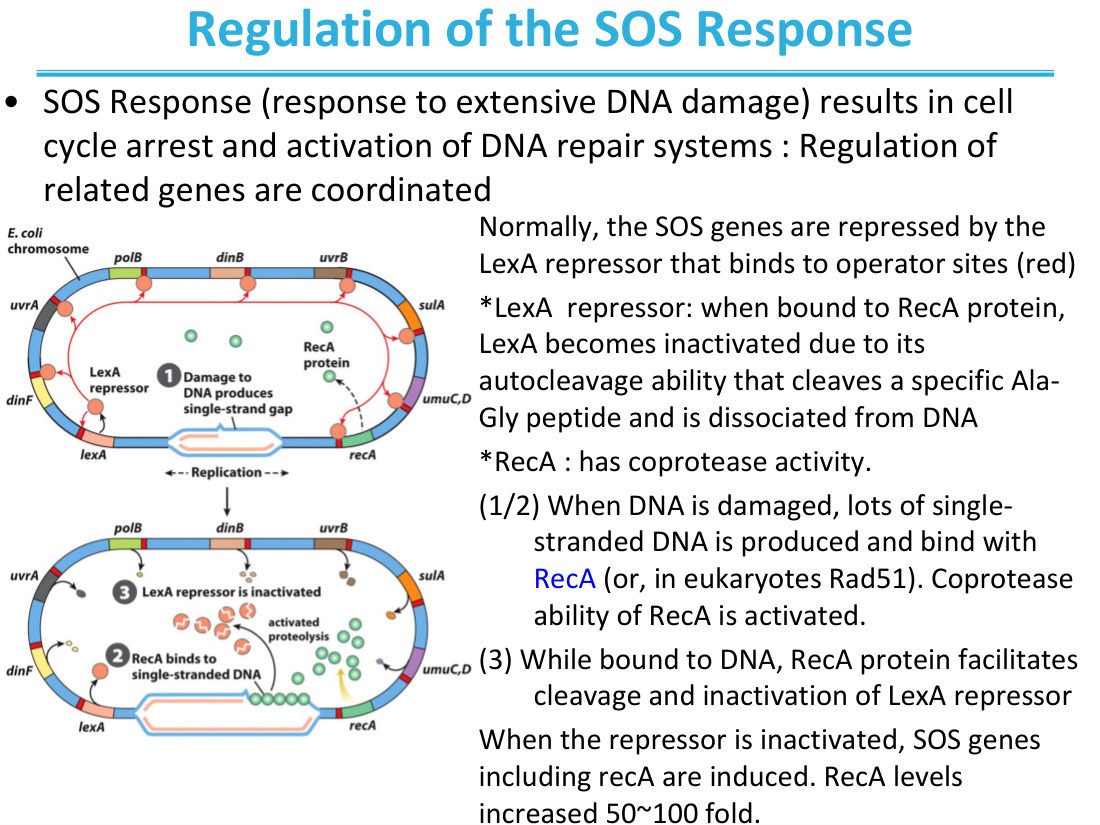 Regulation of the SOS Response
• SOS Response (response to extensive DNA damage) results in cell
cycle arrest and activation of DNA repair systems : Regulation of
related genes are coordinated
E. coli
chromosome
polB
dinB
uvrB
uvrA
sulA
RecA
protein
LexA
repressor
1 Damage to
DNA produces
single-strand gap
dinF
umuC,D
lexA
recA
Replication
polB
dinB
uvrB
uvrA
sulA
3 LexA repressor is inactivated
activated
proteolysis
2 RecA binds to
single-stranded DNA
dinF
umuC,D
lexA
recA
Normally, the SOS genes are repressed by the
LexA repressor that binds to operator sites (red)
*LexA repressor: when bound to RecA protein,
LexA becomes inactivated due to its
autocleavage ability that cleaves a specific Ala-
Gly peptide and is dissociated from DNA
*RecA : has coprotease activity.
(1/2) When DNA is damaged, lots of single-
stranded DNA is produced and bind with
RecA (or, in eukaryotes Rad51). Coprotease
ability of RecA is activated.
(3) While bound to DNA, RecA protein facilitates
cleavage and inactivation of LexA repressor
When the repressor is inactivated, SOS genes
including recA are induced. RecA levels
increased 50~100 fold.